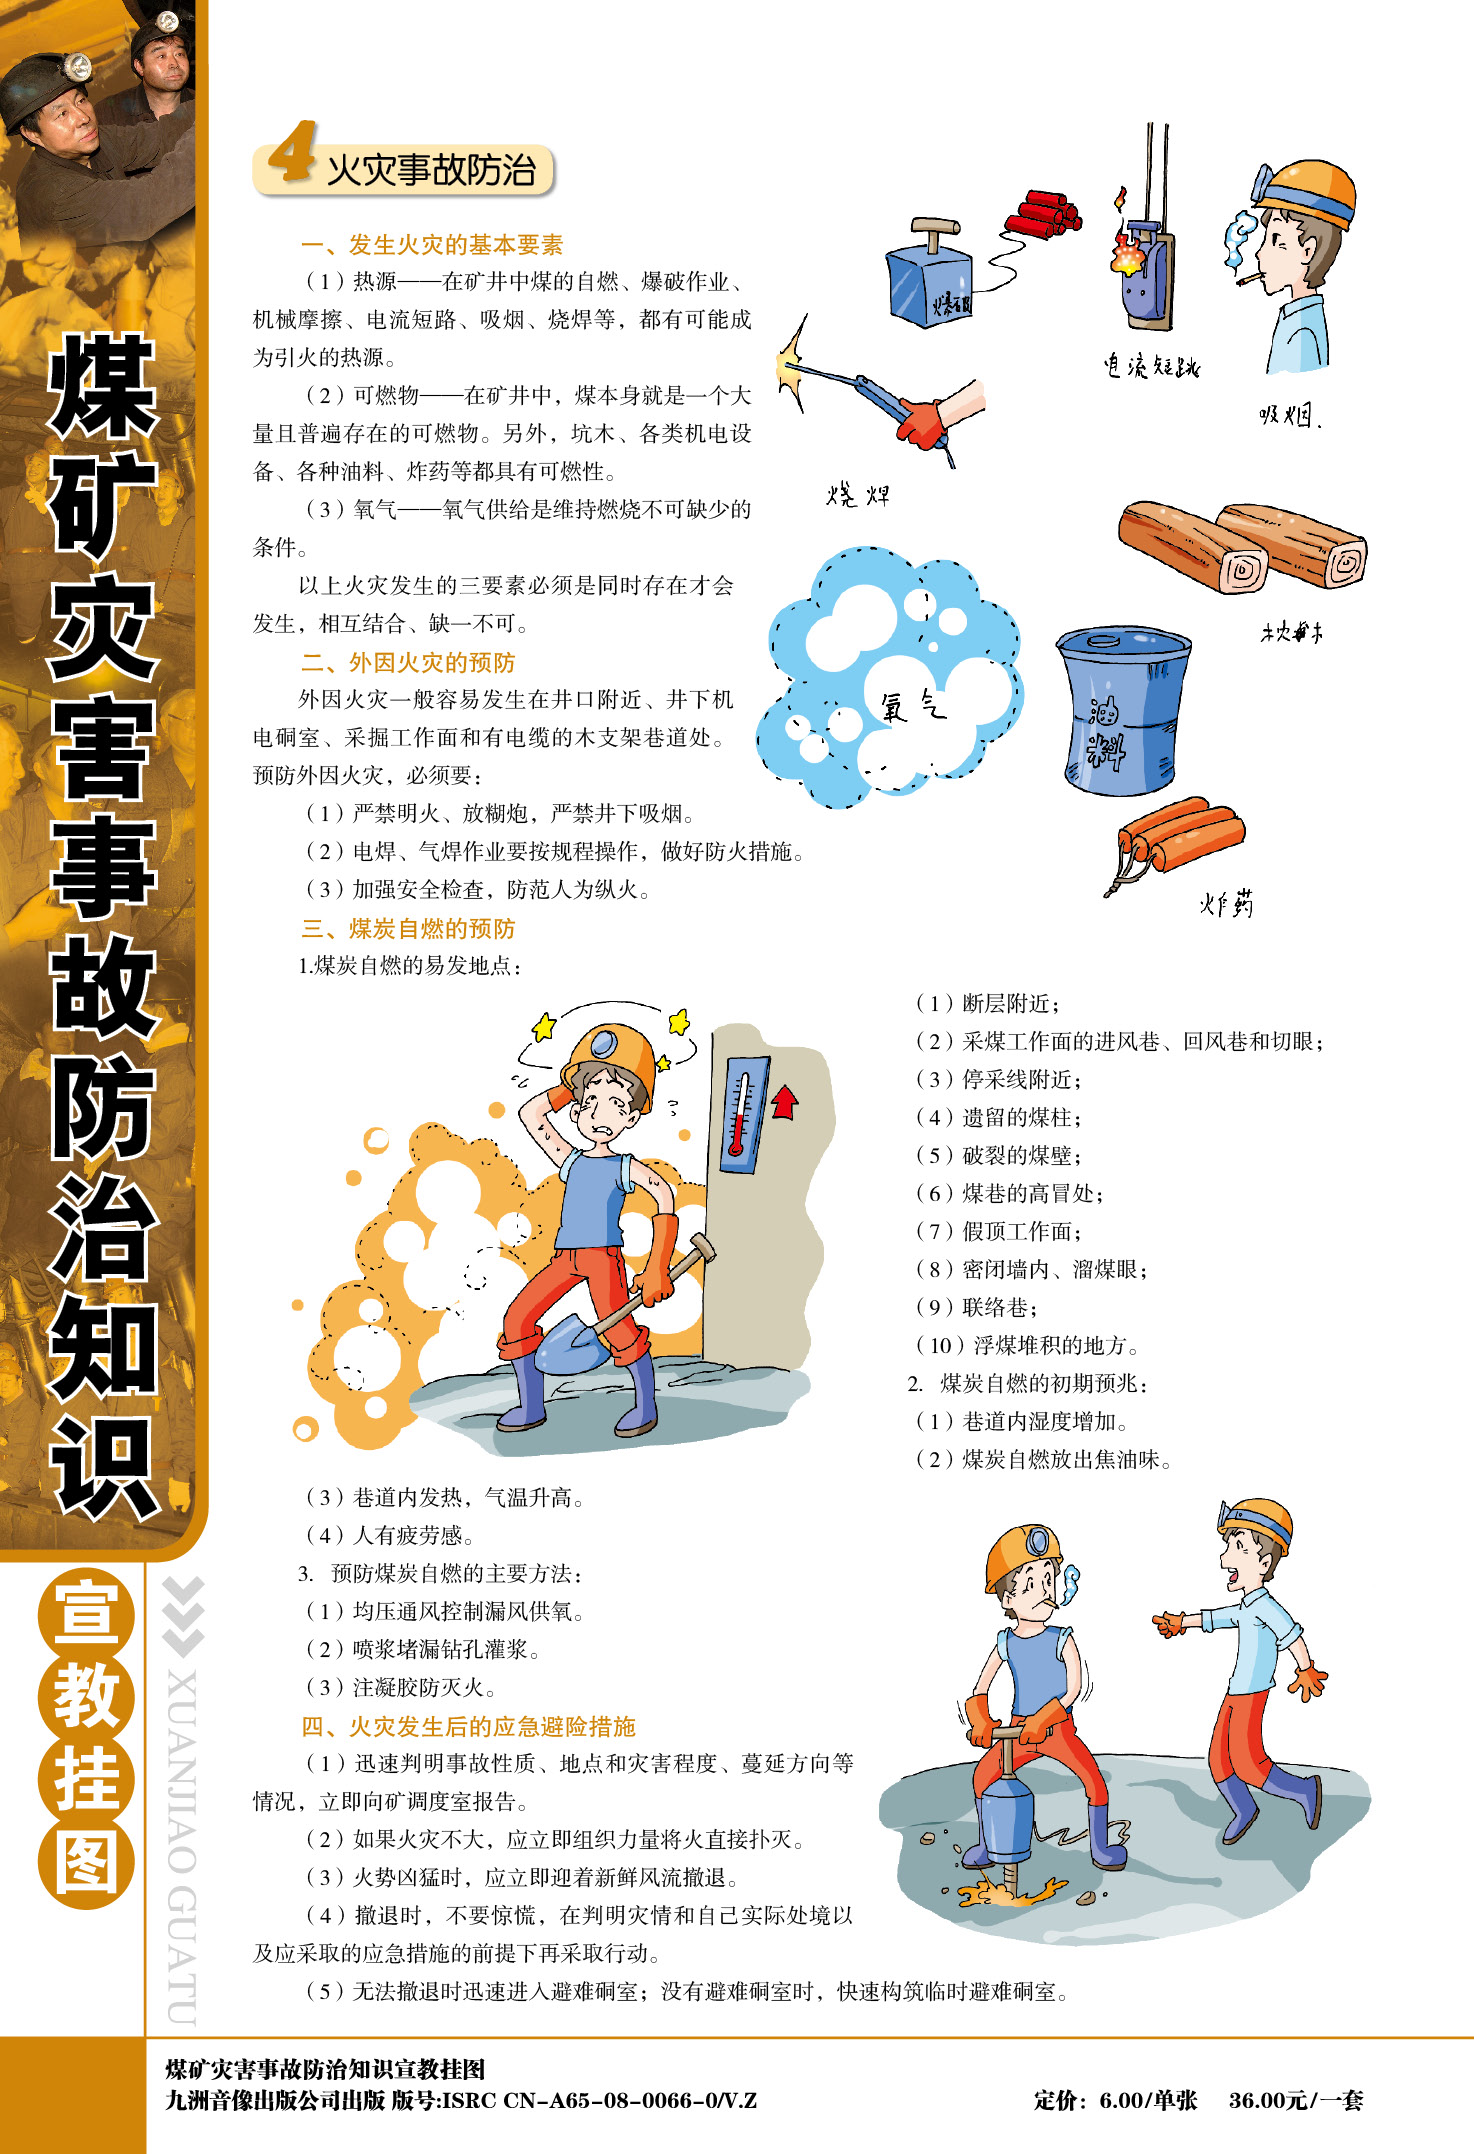 煤矿灾害事故防治知识
宣教挂图
XUANJIAO GUATU
4 火灾事故防治
一、发生火灾的基本要素
（1）热源——在矿井中煤的自燃、爆破作业、
机械摩擦、电流短路、吸烟、烧焊等，都有可能成
为引火的热源。
（2）可燃物——在矿井中，煤本身就是一个大
量且普遍存在的可燃物。另外，坑木、各类机电设
备、各种油料、炸药等都具有可燃性。
（3）氧气——氧气供给是维持燃烧不可缺少的
条件。
以上火灾发生的三要素必须是同时存在才会
发生，相互结合、缺一不可。
二、外因火灾的预防
外因火灾一般容易发生在井口附近、井下机
电硐室、采掘工作面和有电缆的木支架巷道处。
预防外因火灾，必须要：
（1）严禁明火、放糊炮，严禁井下吸烟。
（2）电焊、气焊作业要按规程操作，做好防火措施。
（3）加强安全检查，防范人为纵火。
三、煤炭自燃的预防
1.煤炭自燃的易发地点：
爆破
电流短路
吸烟.
烧焊
氧气
油
料
炸药
（1）断层附近；
（2）采煤工作面的进风巷、回风巷和切眼；
（3）停采线附近；
（4）遗留的煤柱；
（5）破裂的煤壁；
（6）煤巷的高冒处；
（7）假顶工作面；
（8）密闭墙内、溜煤眼；
（9）联络巷；
（10）浮煤堆积的地方。
2. 煤炭自燃的初期预兆：
（1）巷道内湿度增加。
（2）煤炭自燃放出焦油味。
（3）巷道内发热，气温升高。
（4）人有疲劳感。
3. 预防煤炭自燃的主要方法：
（1）均压通风控制漏风供氧。
（2）喷浆堵漏钻孔灌浆。
（3）注凝胶防灭火。
四、火灾发生后的应急避险措施
（1）迅速判明事故性质、地点和灾害程度、蔓延方向等
情况，立即向矿调度室报告。
（2）如果火灾不大，应立即组织力量将火直接扑灭。
（3）火势凶猛时，应立即迎着新鲜风流撤退。
（4）撤退时，不要惊慌，在判明灾情和自己实际处境以
及应采取的应急措施的前提下再采取行动。
（5）无法撤退时迅速进入避难硐室；没有避难硐室时，快速构筑临时避难硐室。
煤矿灾害事故防治知识宣教挂图
九洲音像出版公司出版 版号:ISRC CN-A65-08-0066-0/V.Z
定价：6.00/单张 36.00元/一套